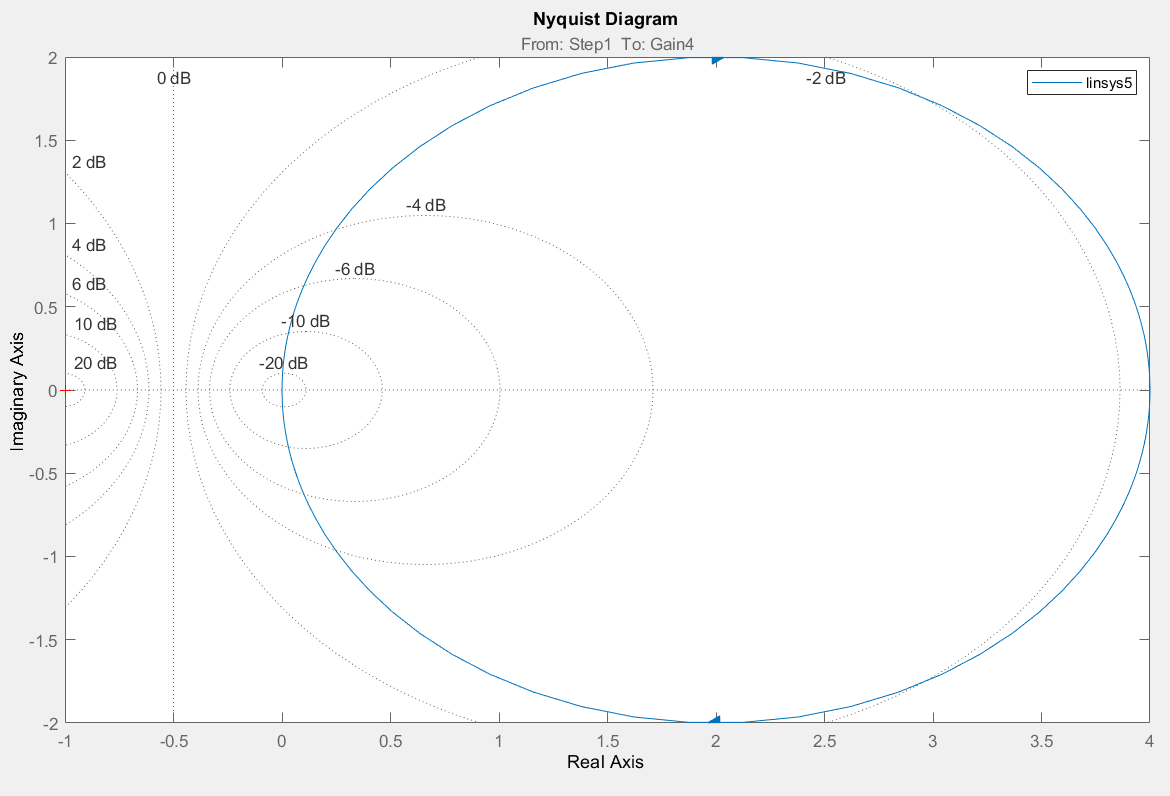 Nyquist Diagram
From: Step1 To: Gain4
linsys5
0 dB
-2 dB
2 dB
-4 dB
4 dB
-6 dB
6 dB
-10 dB
10 dB
-20 dB
20 dB
2
1.5
1
0.5
0
-0.5
-1
-1.5
-2
Imaginary Axis
-1 -0.5 0 0.5 1 1.5 2 2.5 3 3.5 4
Real Axis